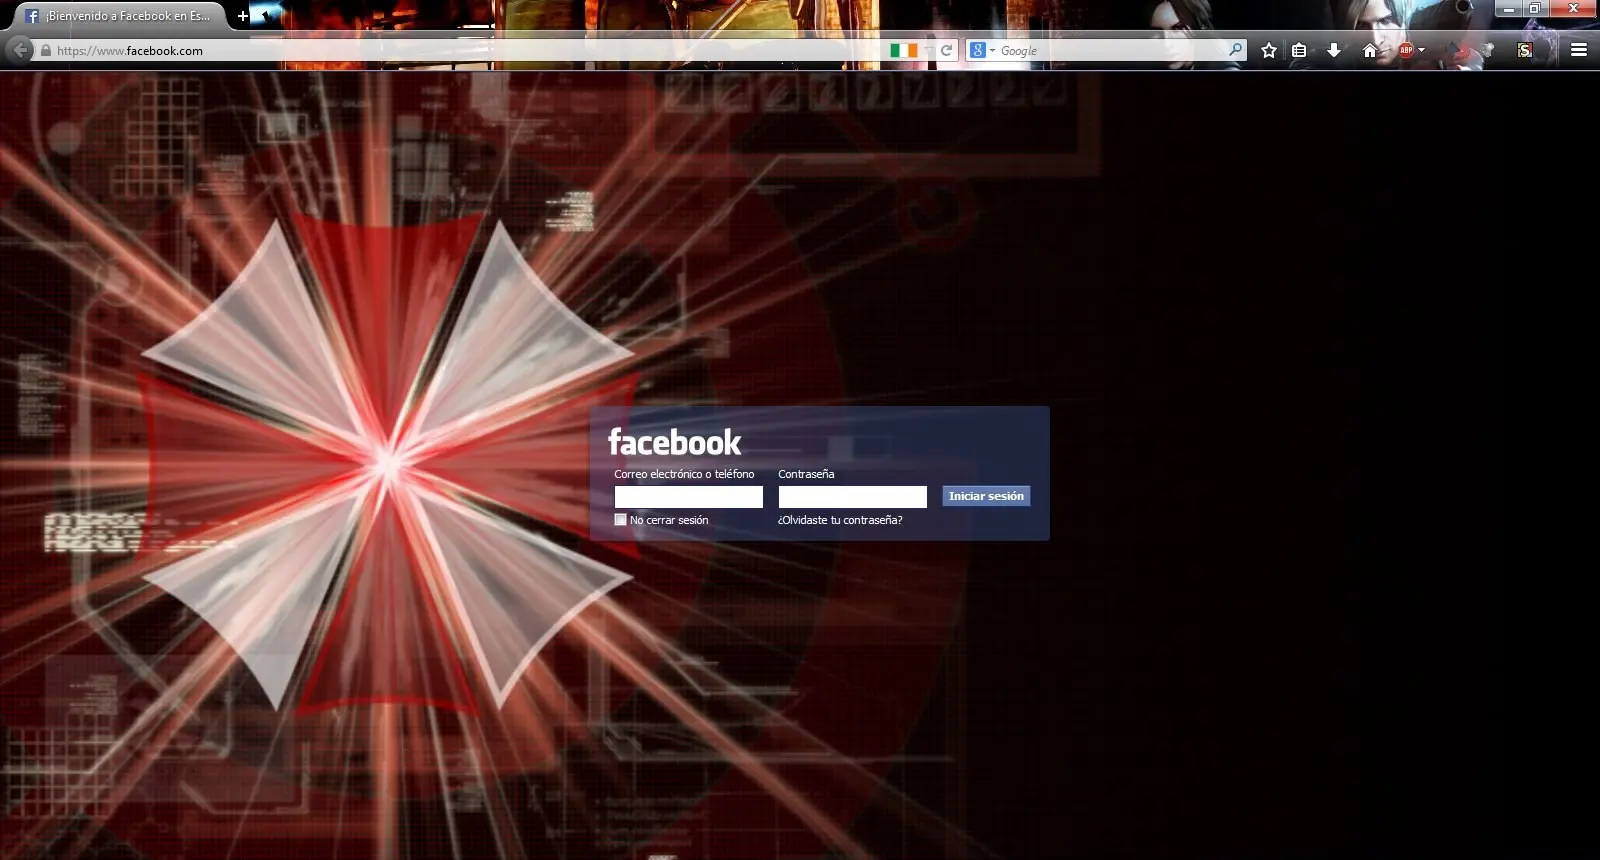 ¡Bienvenido a Facebook en Es...
https://www.facebook.com
Google
ABP
facebook
Correo electrónico o teléfono
Contraseña
Iniciar sesión
No cerrar sesión
¿Olvidaste tu contraseña?